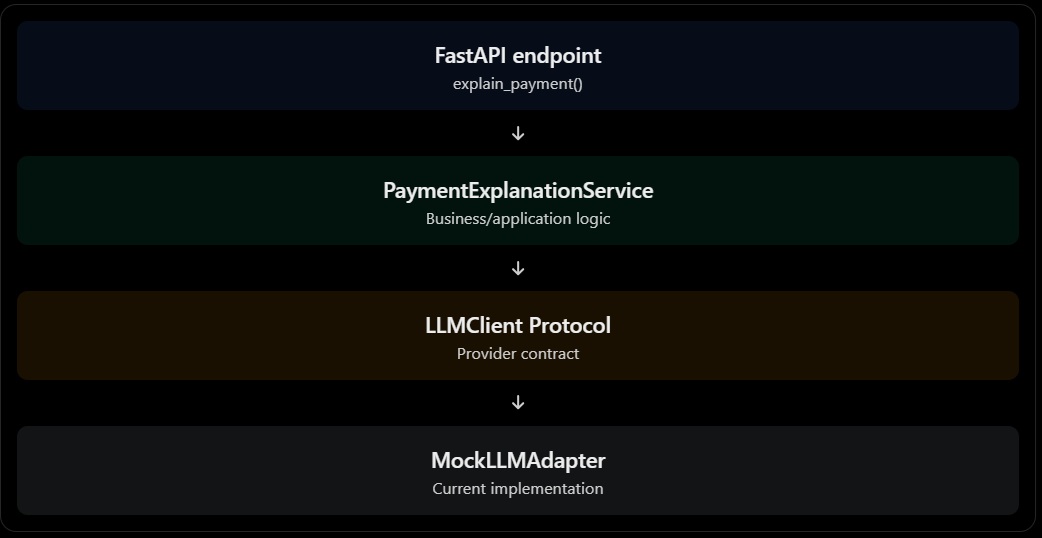 FastAPI endpoint
explain_payment()
↓
PaymentExplanationService
Business/application logic
↓
LLMClient Protocol
Provider contract
↓
MockLLMAdapter
Current implementation